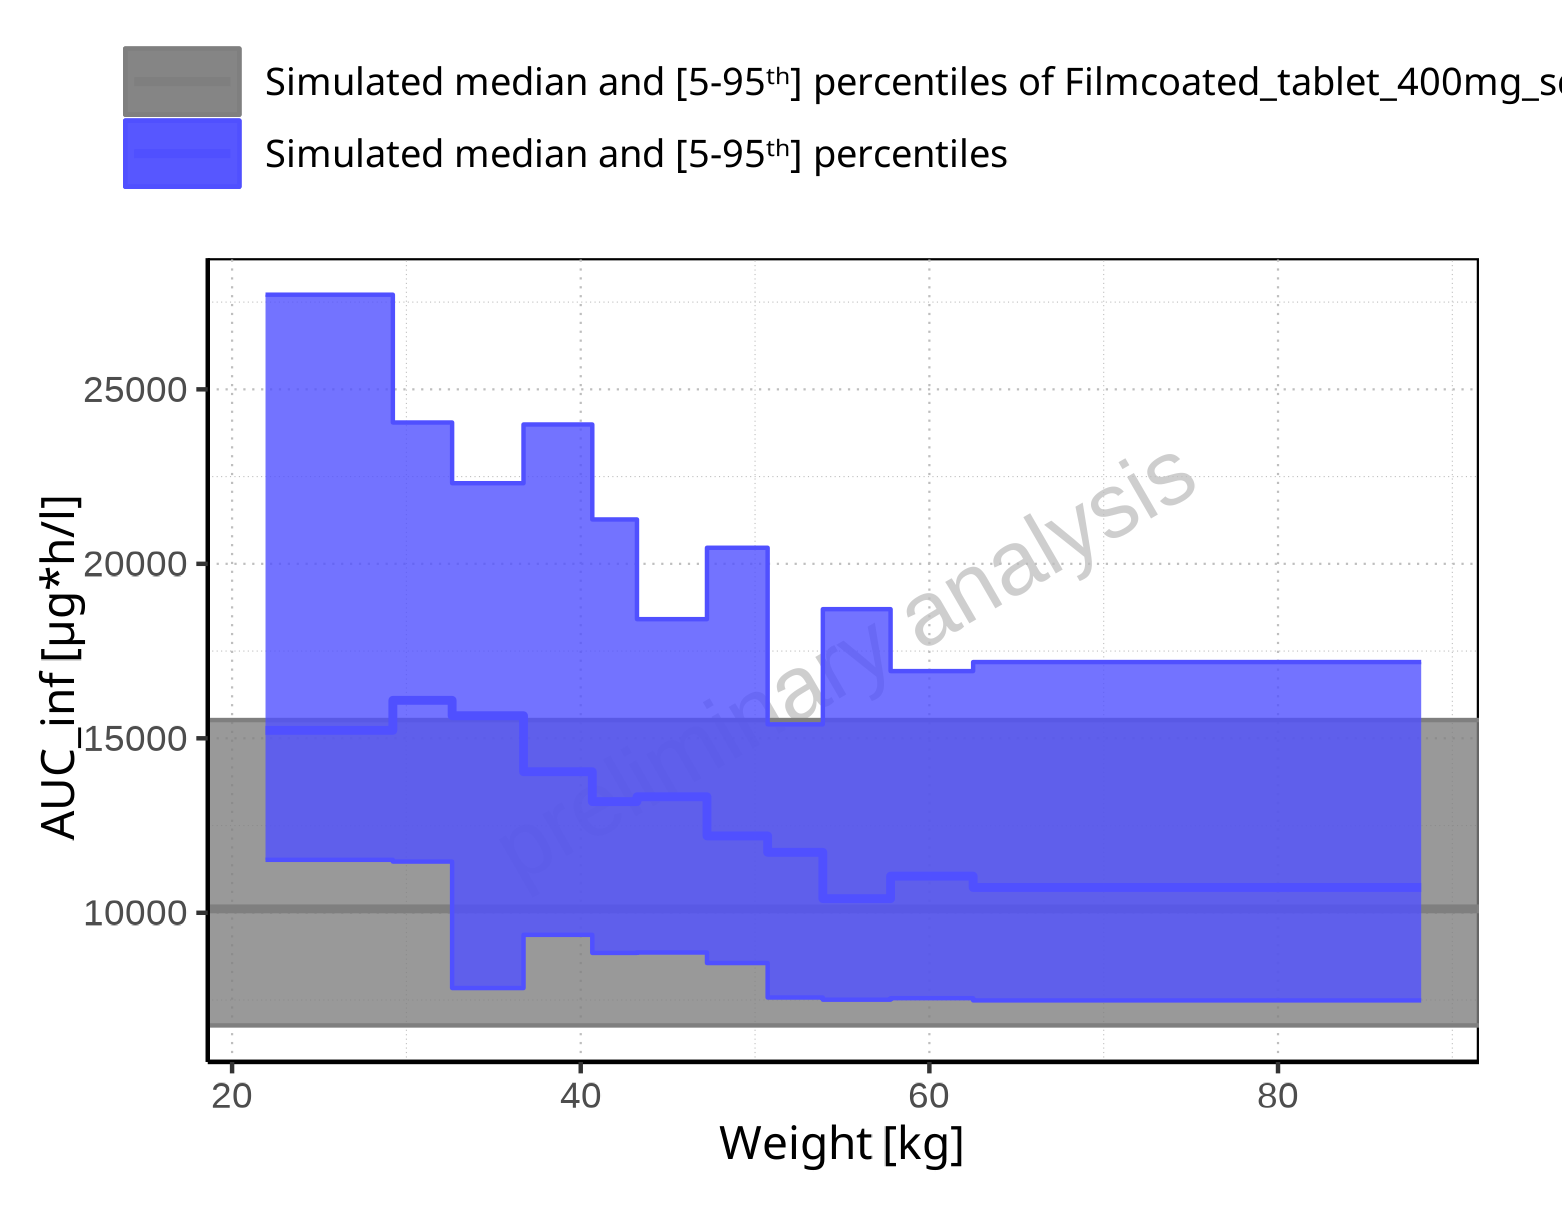 Simulated median and [5-95ᵗʰ] percentiles of Filmcoated_tablet_400mg_s
Simulated median and [5-95ᵗʰ] percentiles
25000
20000
15000
10000
AUC_inf [µg*h/l]
preliminary analysis
20 40 60 80
Weight [kg]